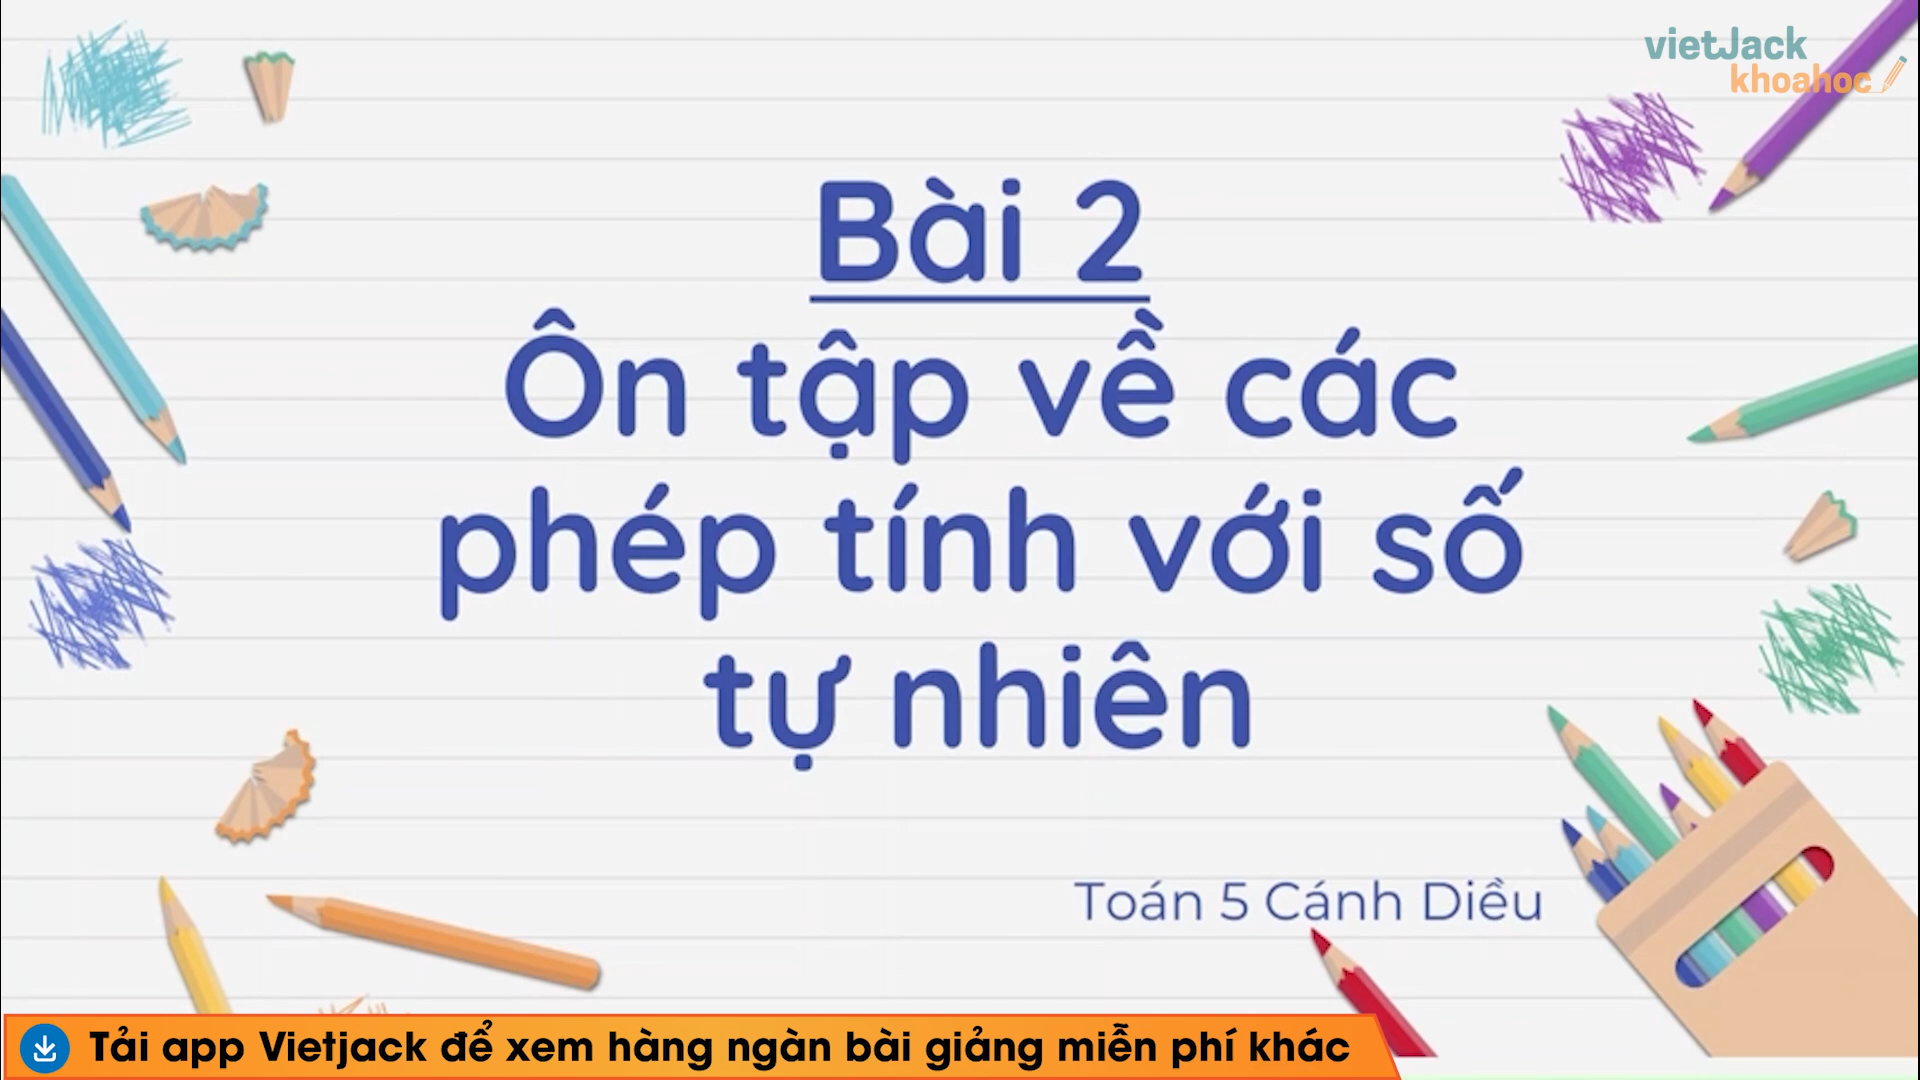 vietJack
khoahoc
Bài 2
Ôn tập về các
phép tính với số
tự nhiên
Toán 5 Cánh Diều
Tải app Vietjack để xem hàng ngàn bài giảng miễn phí khác